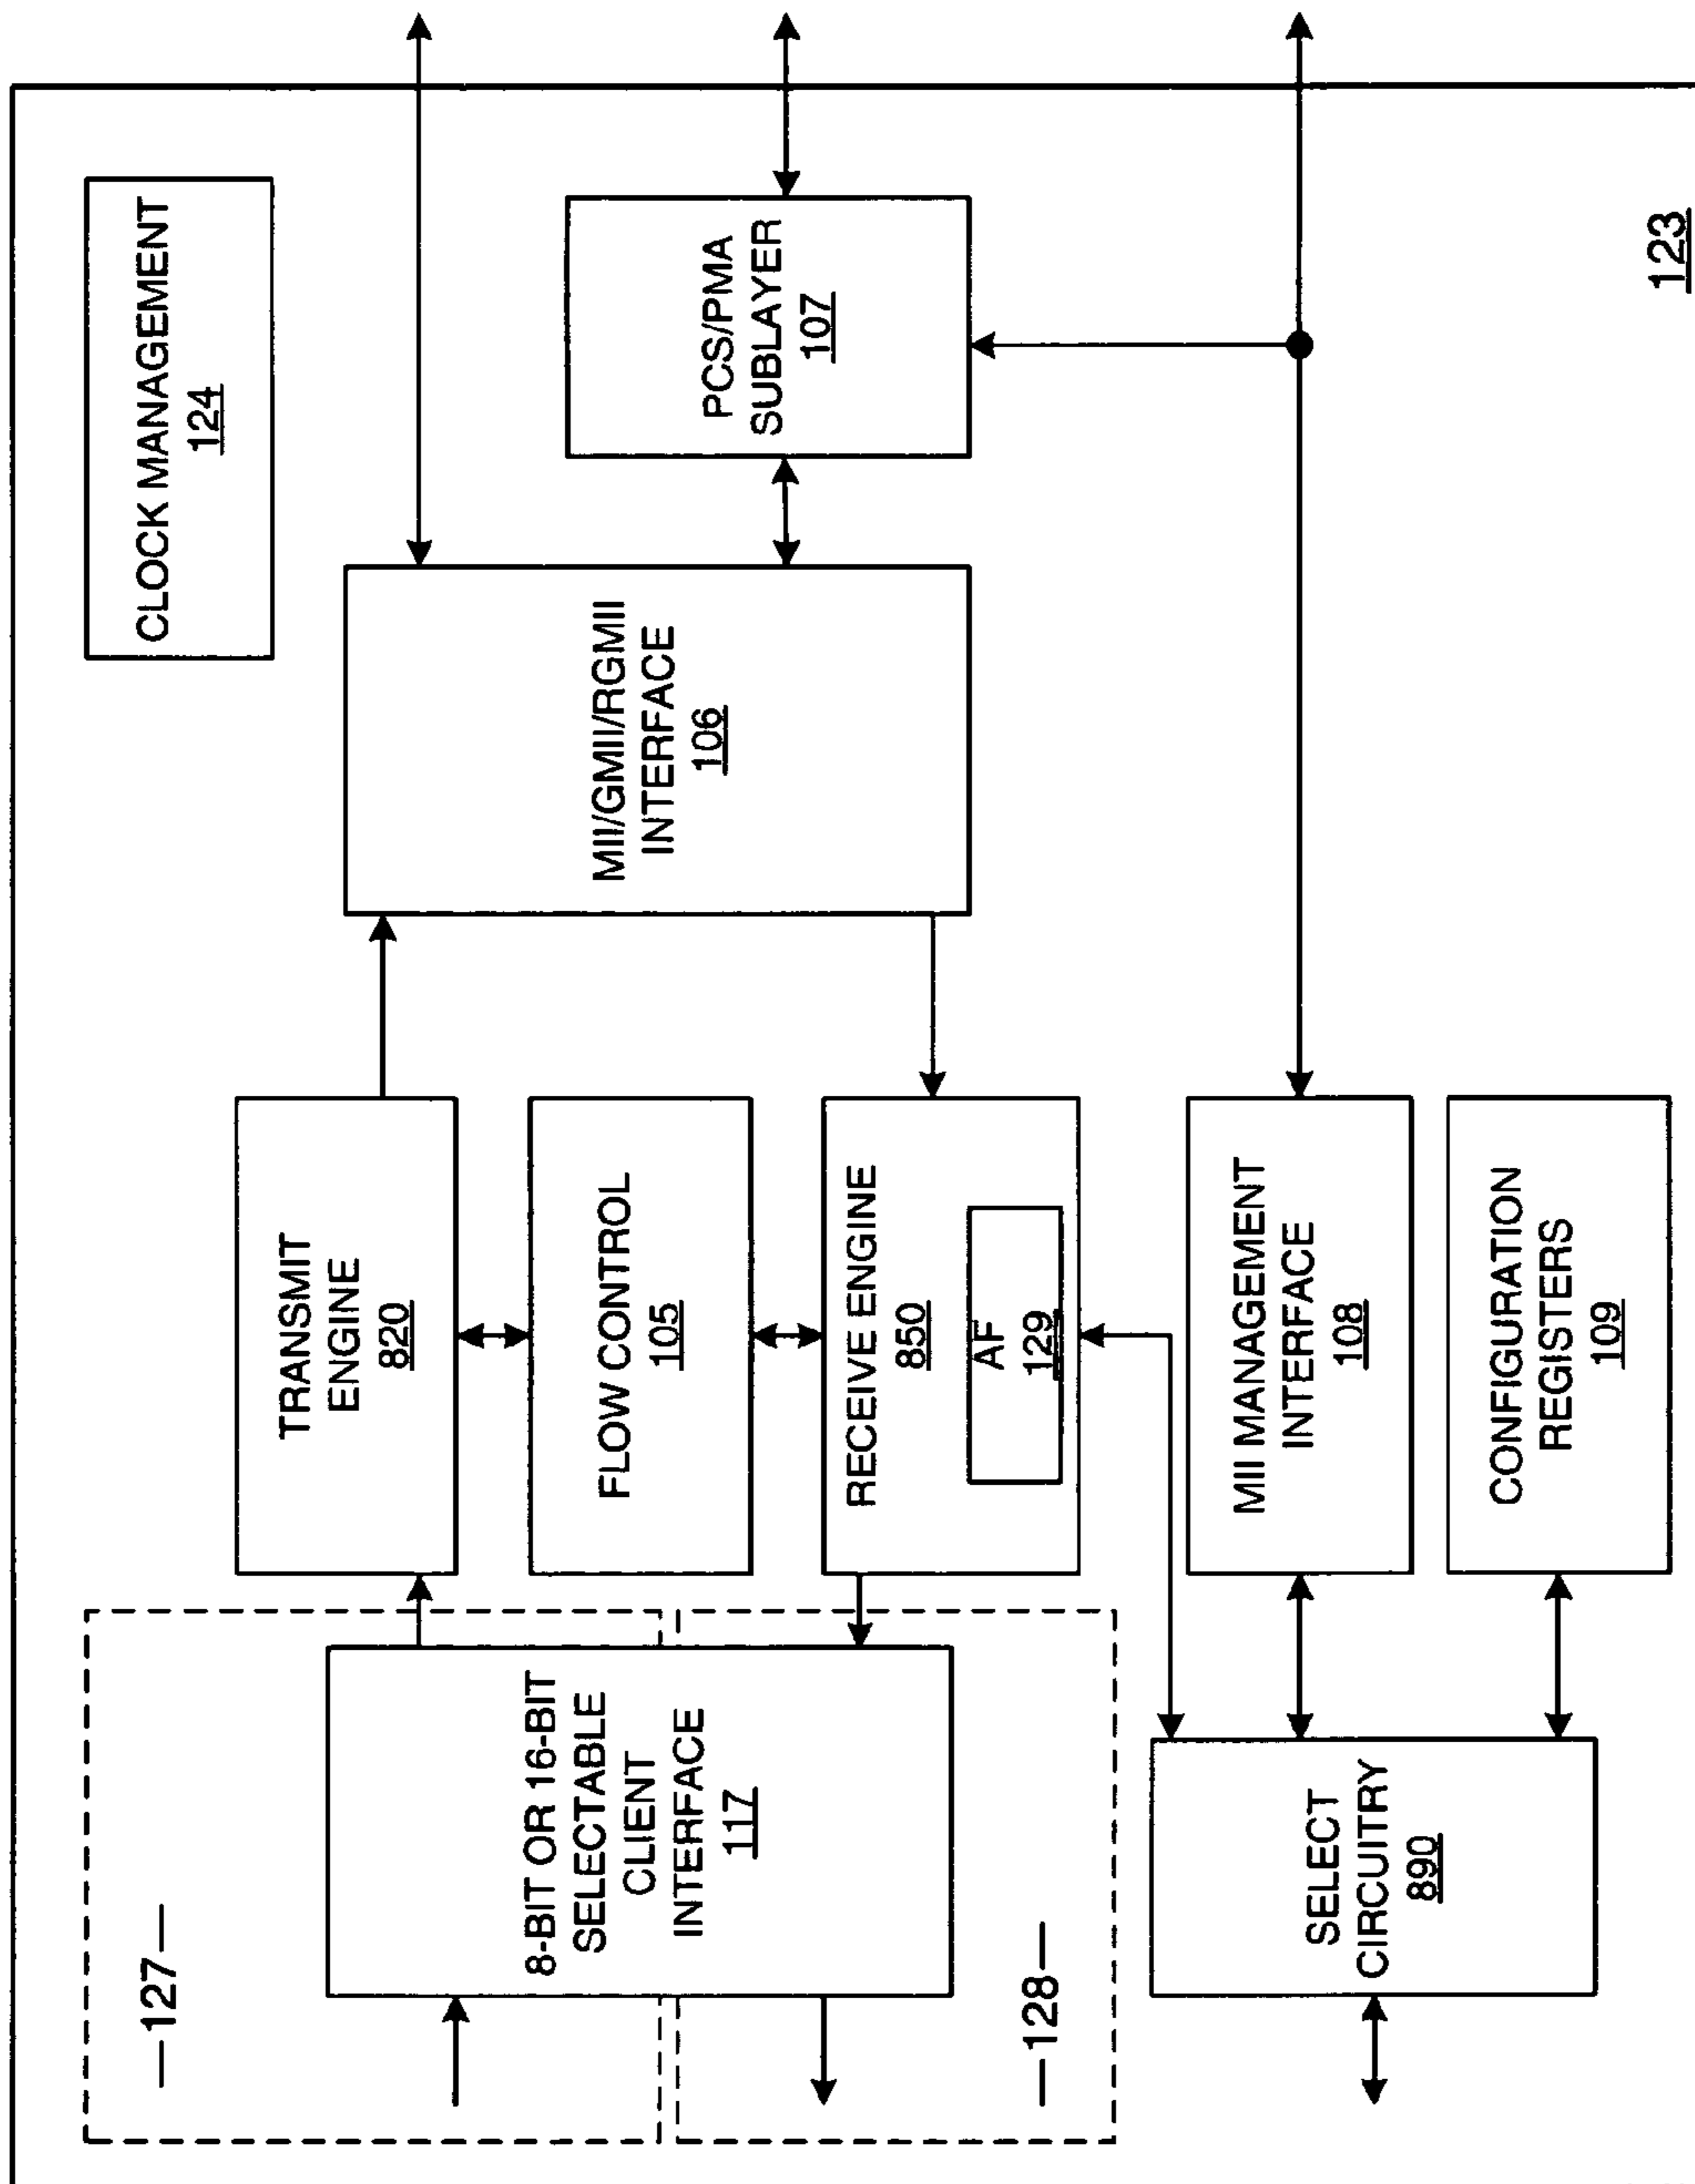 CLOCK MANAGEMENT
124
—127—
TRANSMIT
ENGINE
820
MII/GMII/RGMII
INTERFACE
106
8-BIT OR 16-BIT
SELECTABLE
CLIENT
INTERFACE
117
FLOW CONTROL
105
PCS/PMA
SUBLAYER
107
RECEIVE ENGINE
850
AF
129
—128—
SELECT
CIRCUITRY
890
MII MANAGEMENT
INTERFACE
108
CONFIGURATION
REGISTERS
109
123